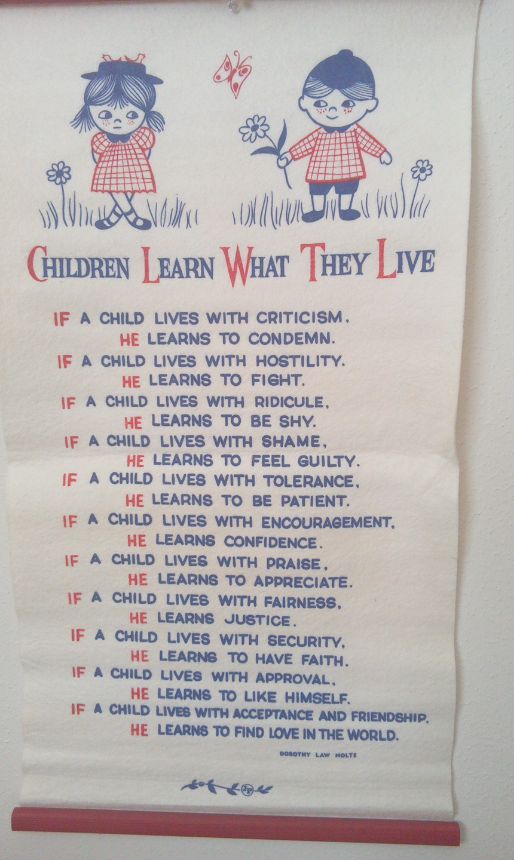 CHILDREN LEARN WHAT THEY LIVE
IF A CHILD LIVES WITH CRITICISM.
HE LEARNS TO CONDEMN.
IF A CHILD LIVES WITH HOSTILITY.
HE LEARNS TO FIGHT.
IF A CHILD LIVES WITH RIDICULE,
HE LEARNS TO BE SHY.
IF A CHILD LIVES WITH SHAME,
HE LEARNS TO FEEL GUILTY.
IF A CHILD LIVES WITH TOLERANCE,
HE LEARNS TO BE PATIENT.
IF A CHILD LIVES WITH ENCOURAGEMENT,
HE LEARNS CONFIDENCE.
IF A CHILD LIVES WITH PRAISE,
HE LEARNS TO APPRECIATE.
IF A CHILD LIVES WITH FAIRNESS,
HE LEARNS JUSTICE.
IF A CHILD LIVES WITH SECURITY,
HE LEARNS TO HAVE FAITH.
IF A CHILD LIVES WITH APPROVAL,
HE LEARNS TO LIKE HIMSELF.
IF A CHILD LIVES WITH ACCEPTANCE AND FRIENDSHIP,
HE LEARNS TO FIND LOVE IN THE WORLD.
DOROTHY LAW HOLTE